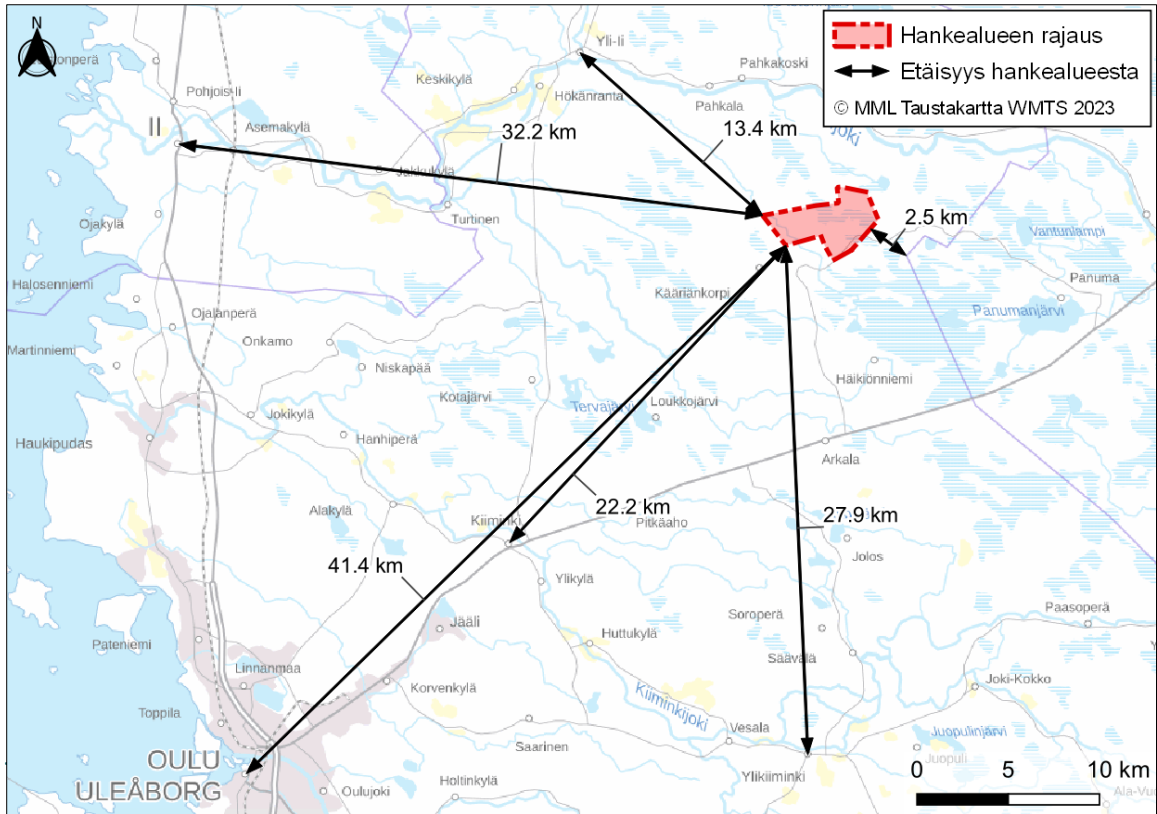 N
Hankealueen rajaus
Etäisyys hankealueesta
© MML Taustakartta WMTS 2023
Yli-Ii
Pahkakoski
Keskikylä
Hökänranta
Pahkala
Pohjois-Ii
Asemakylä
II
32.2 km
13.4 km
joki
Jakkukylä
Turtinen
Ojakylä
2.5 km
Vantunlampi
Panuma
Halosenniemi
Kääriänkorpi
Panumanjärvi
Ojalanperä
Onkamo
Martinniemi
Niskapää
Häikiönniemi
Kotajärvi
Tervajärvi
Loukkojärvi
Jokikylä
Haukipudas
Hanhiperä
Arkala
Alakylä
Kiiminki
22.2 km
Pitkäaho
27.9 km
Jolos
41.4 km
Ylikylä
Soroperä
Paasoperä
Jääli
Huttukylä
Pateniemi
Säävälä
Linnanmaa
Korvenkylä
Kiiminkijoki
Joki-Kokko
Toppila
Vesala
Juopulinjärvi
Saarinen
Juopuli
OULU
ULEÅBORG
Holtinkylä
Ylikiiminki
0 5 10 km
Oulujoki
Ala-Vuo